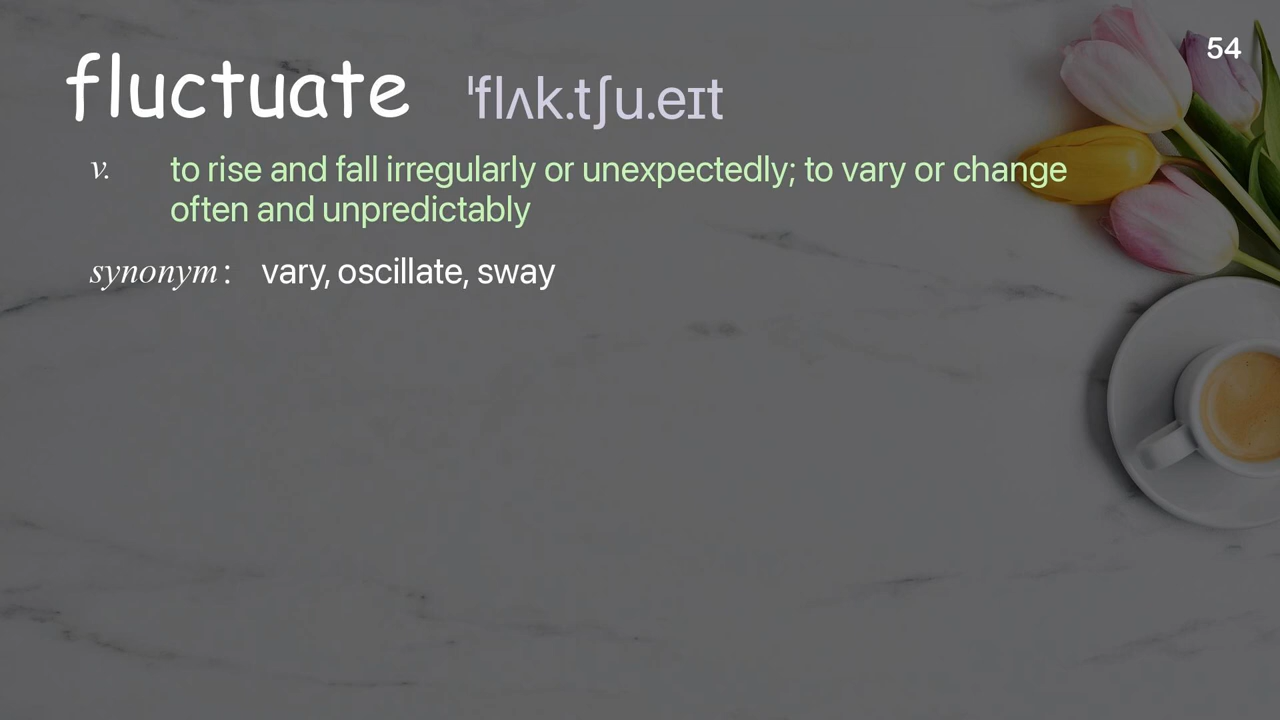 54
fluctuate ˈflʌk.tʃu.eɪt
v. to rise and fall irregularly or unexpectedly; to vary or change
often and unpredictably
synonym: vary, oscillate, sway